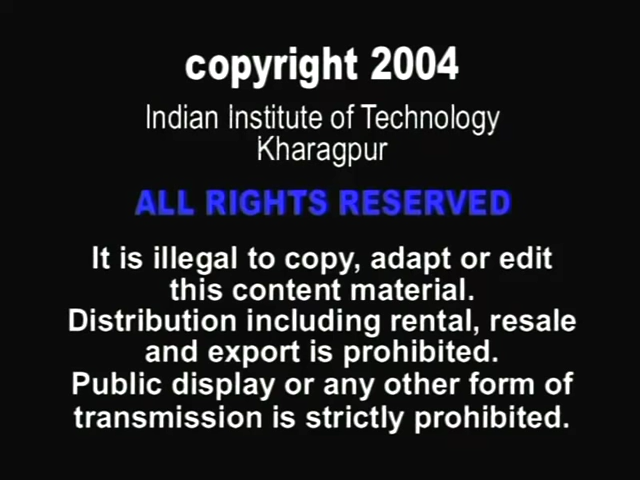 copyright 2004
Indian Institute of Technology
Kharagpur
ALL RIGHTS RESERVED
It is illegal to copy, adapt or edit
this content material.
Distribution including rental, resale
and export is prohibited.
Public display or any other form of
transmission is strictly prohibited.